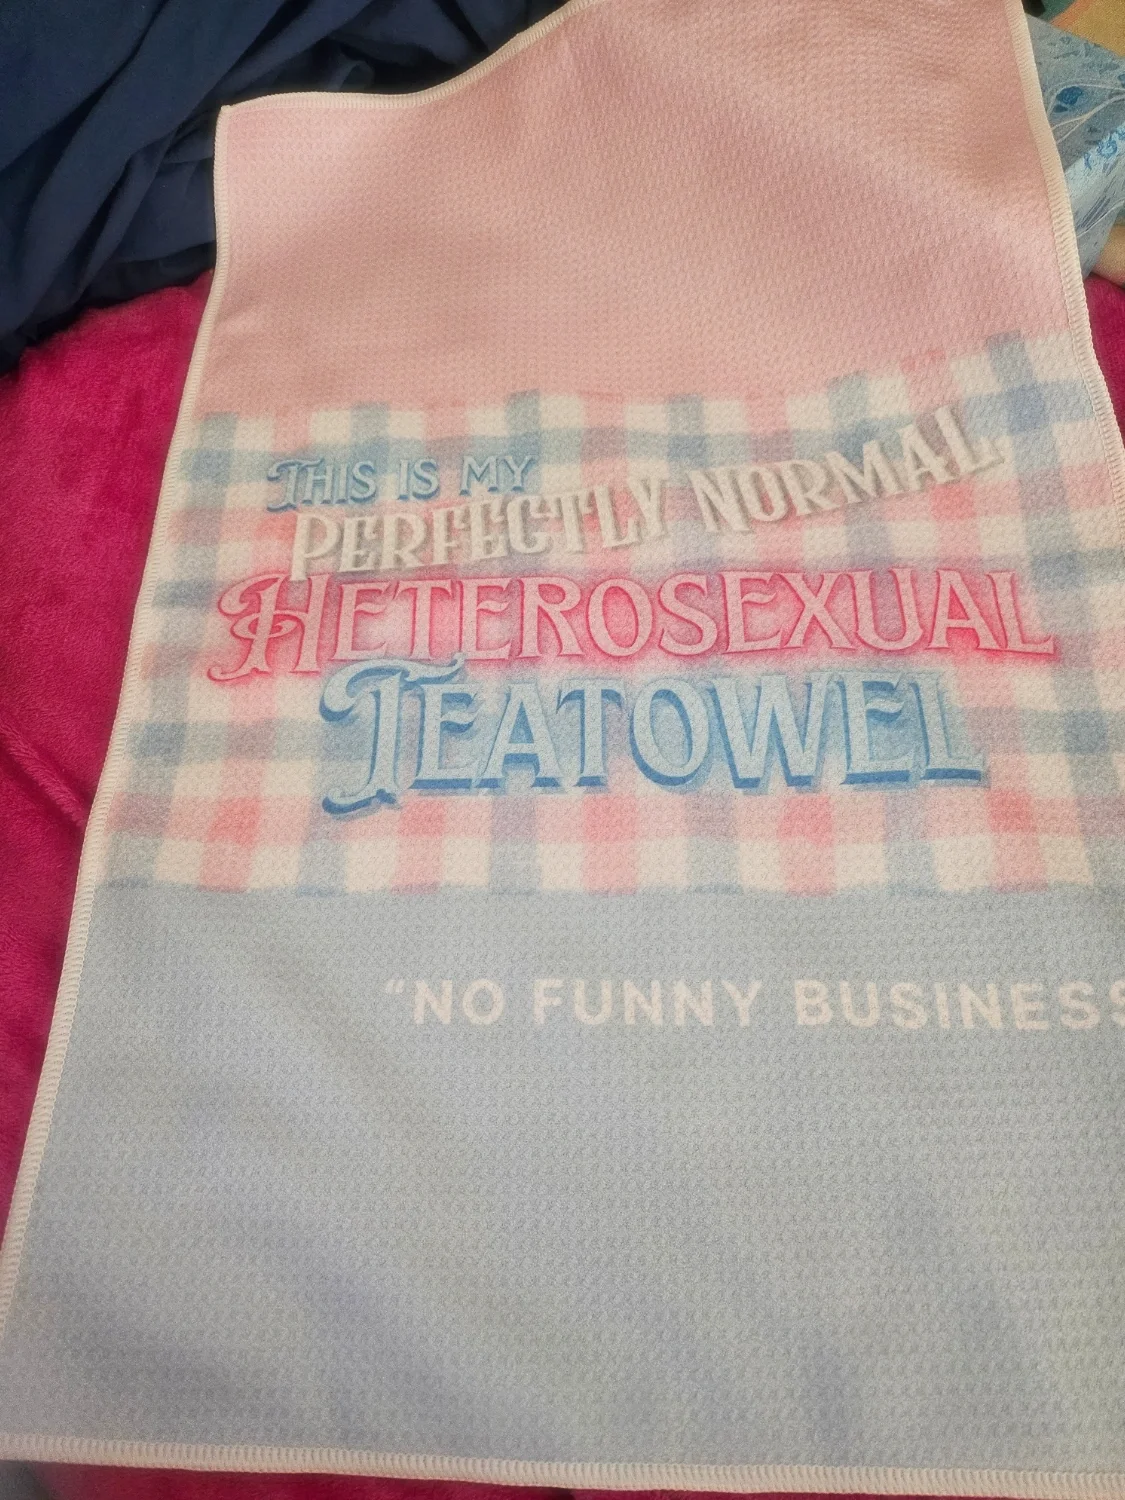 THIS IS MY
PERFECTLY NORMAL
HETEROSEXUAL
TEATOWEL
"NO FUNNY BUSINESS